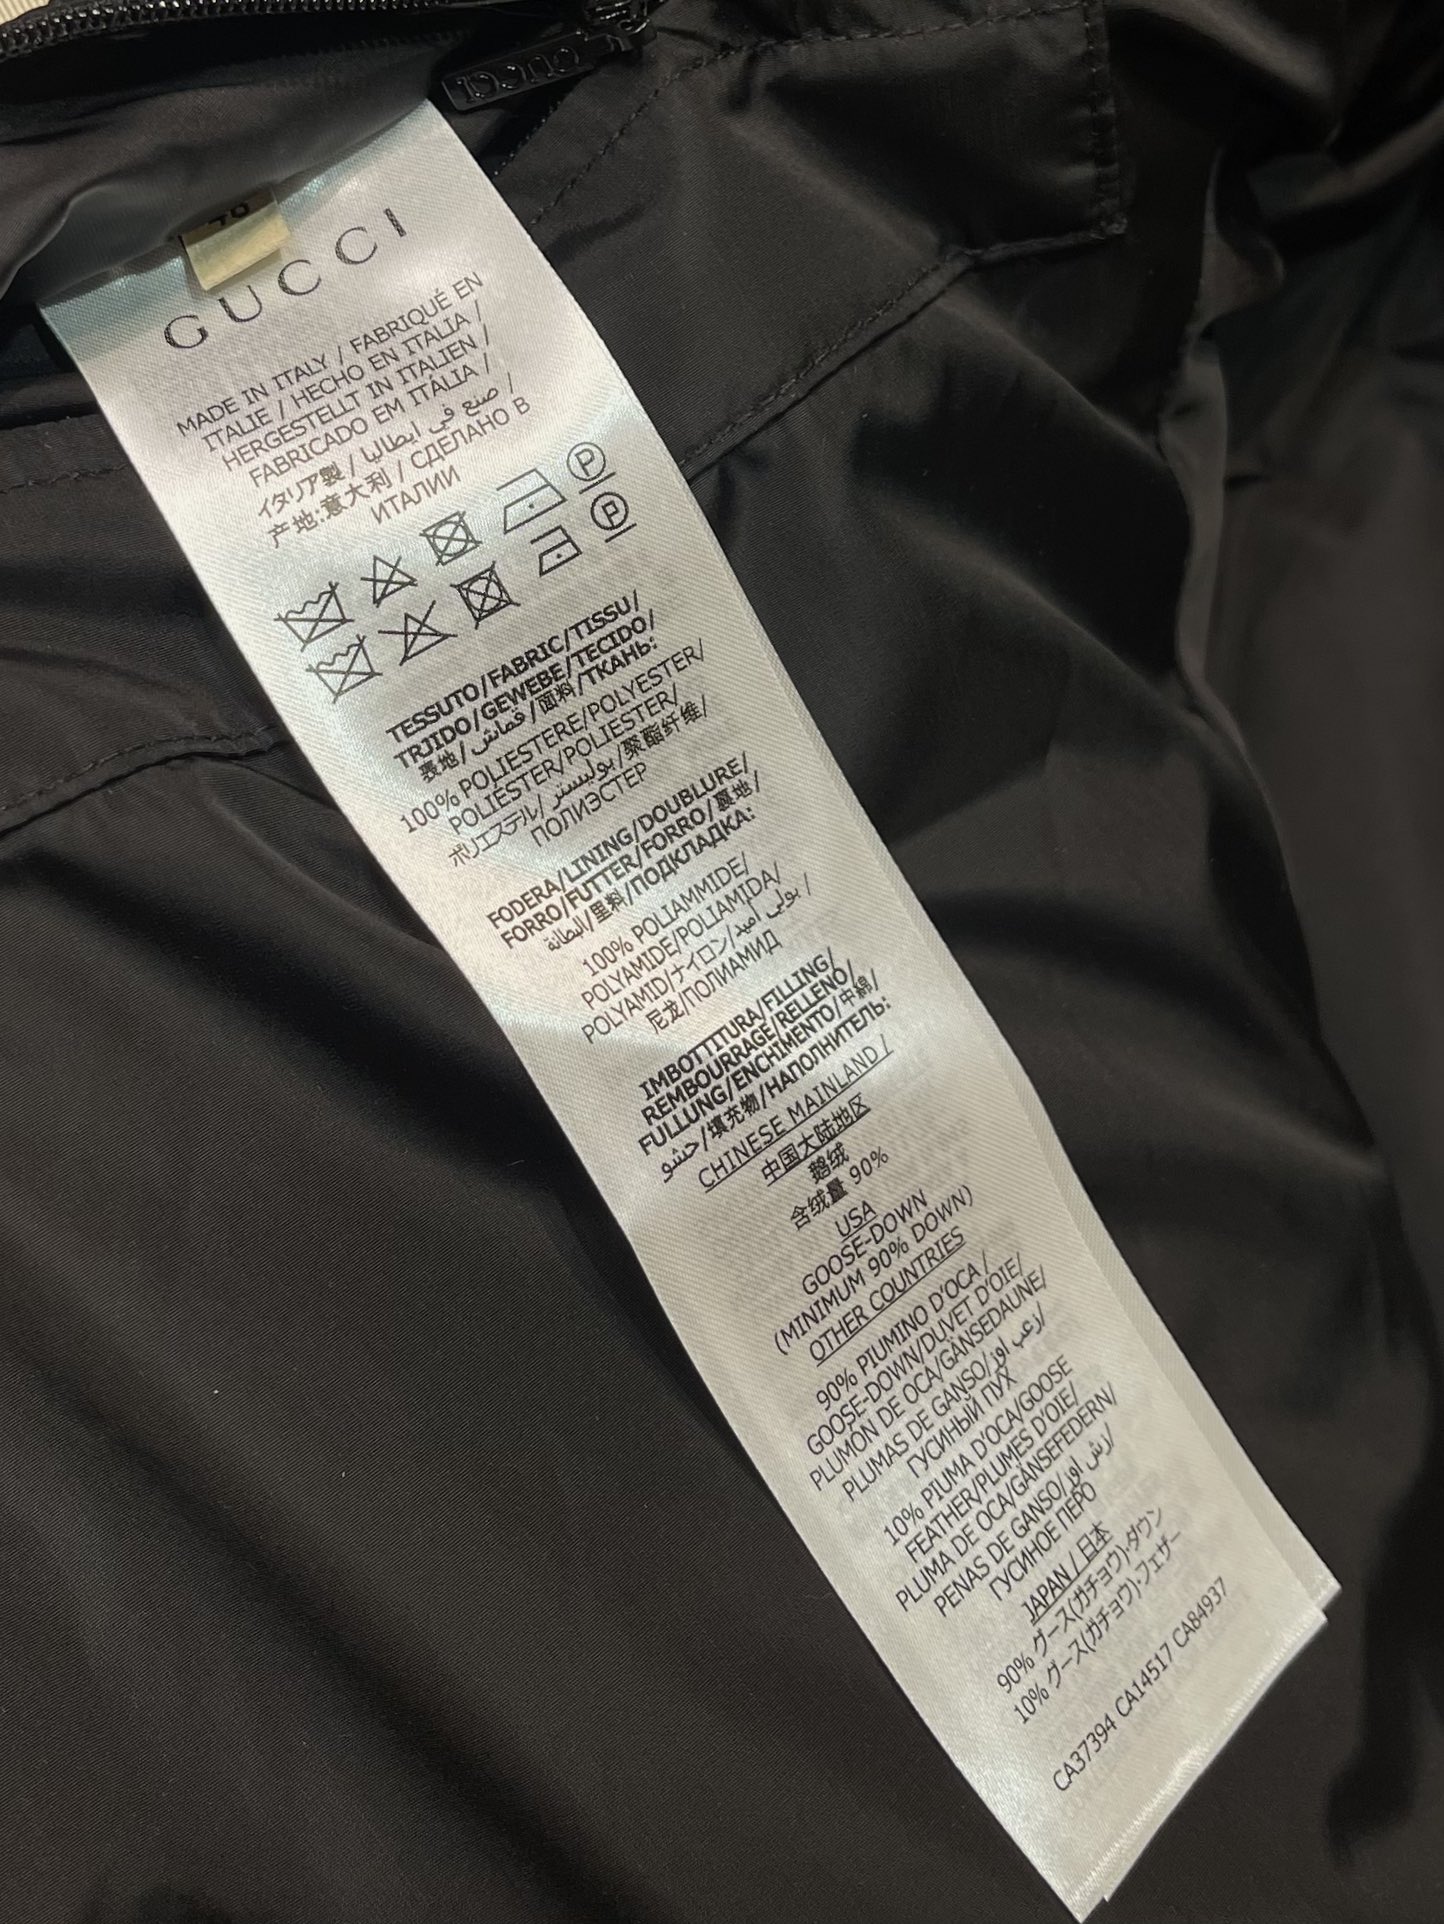 GUCCI
48
GUCCI
MADE IN ITALY / FABRIQUÉ EN
ITALIE / HECHO EN ITALIA /
HERGESTELLT IN ITALIEN /
FABRICADO EM ITÁLIA /
イタリア製 / صنع في ايطاليا /
产地:意大利 / СДЕЛАНО В
ИТАЛИИ
P
P
TESSUTO/FABRIC/TISSU/
TRJIDO/GEWEBE/TECIDO/
表地/قماش/面料/ТКАНЬ:
100% POLIESTERE/POLYESTER/
POLIESTER/POLIESTER/
ポリエステル/بوليستر/聚酯纤维/
ПОЛИЭСТЕР
FODERA/LINING/DOUBLURE/
FORRO/FUTTER/FORRO/裏地/
البطانة/里料/ПОДКЛАДКА:
100% POLIAMMIDE/
POLYAMIDE/POLIAMIDA/
POLYAMID/ナイロン/بولي أميد/
尼龙/ПОЛИАМИД
IMBOTTITURA/FILLING/
REMBOURRAGE/RELLENO/
FULLUNG/ENCHIMENTO/中綿/
حشو/填充物/НАПОЛНИТЕЛЬ:
CHINESE MAINLAND /
中国大陆地区
鹅绒
含绒量 90%
USA
GOOSE-DOWN
(MINIMUM 90% DOWN)
OTHER COUNTRIES
90% PIUMINO D'OCA /
GOOSE-DOWN/DUVET D'OIE/
PLUMÓN DE OCA/GÄNSEDAUNE/
PLUMAS DE GANSO/زغب اوز/
ГУСИНЫЙ ПУХ
10% PIUMA D'OCA/GOOSE
FEATHER/PLUMES D'OIE/
PLUMA DE OCA/GÄNSEFEDERN/
PENAS DE GANSO/رش اوز/
ГУСИНОЕ ПЕРО
JAPAN / 日本
90% グース(ガチョウ)・ダウン
10% グース(ガチョウ)・フェザー
CA37394 CA14517 CA84937